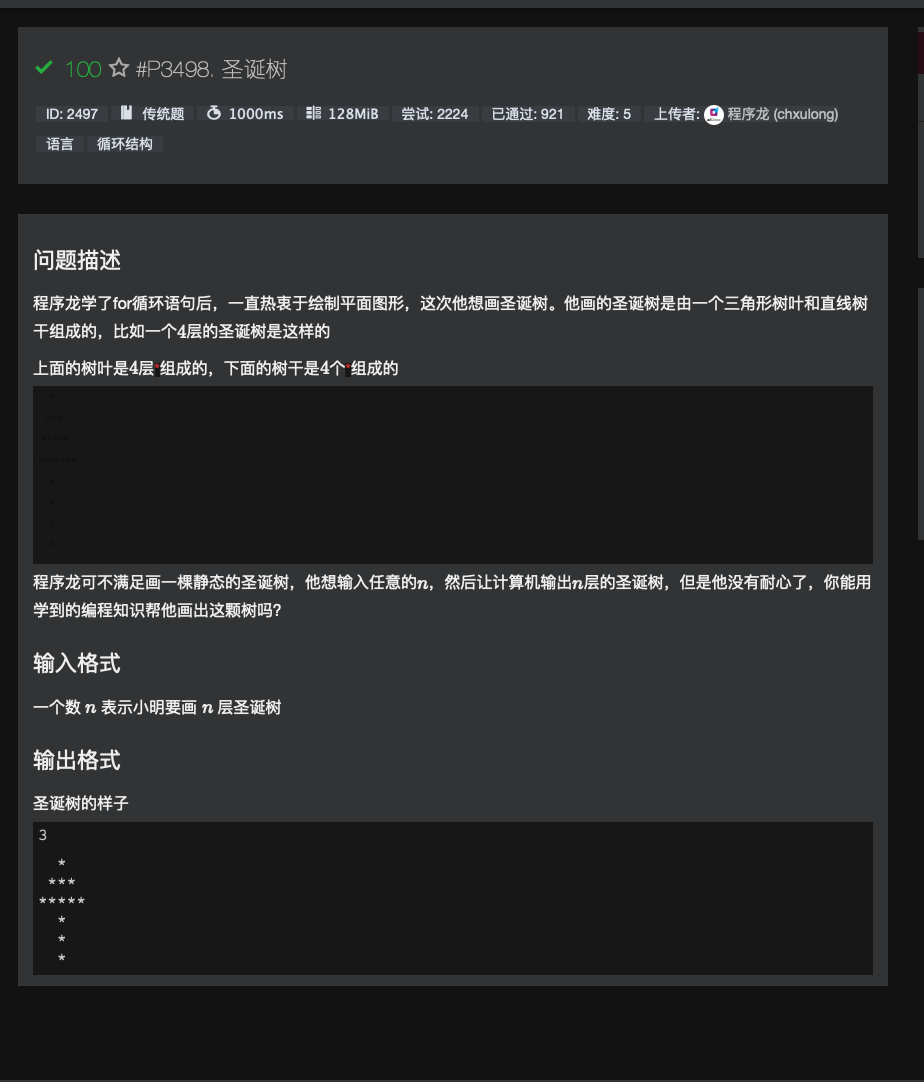 100 #P3498. 圣诞树
ID: 2497 传统题 1000ms 128MiB 尝试: 2224 已通过: 921 难度: 5 上传者: 程序龙 (chxulong)
语言 循环结构
问题描述
程序龙学了for循环语句后，一直热衷于绘制平面图形，这次他想画圣诞树。他画的圣诞树是由一个三角形树叶和直线树
干组成的，比如一个4层的圣诞树是这样的
上面的树叶是4层*组成的，下面的树干是4个*组成的
   *
  ***
 *****
*******
   *
   *
   *
   *
程序龙可不满足画一棵静态的圣诞树，他想输入任意的n，然后让计算机输出n层的圣诞树，但是他没有耐心了，你能用
学到的编程知识帮他画出这颗树吗?
输入格式
一个数 n 表示小明要画 n 层圣诞树
输出格式
圣诞树的样子
3
  *
 ***
*****
  *
  *
  *